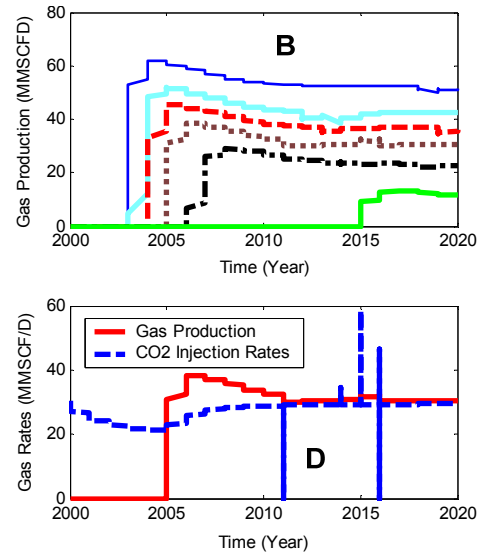 80
60
40
20
0
Gas Production (MMSCFD)
B
2000 2005 2010 2015 2020
Time (Year)
60
40
20
0
Gas Rates (MMSCF/D)
Gas Production
CO2 Injection Rates
D
2000 2005 2010 2015 2020
Time (Year)